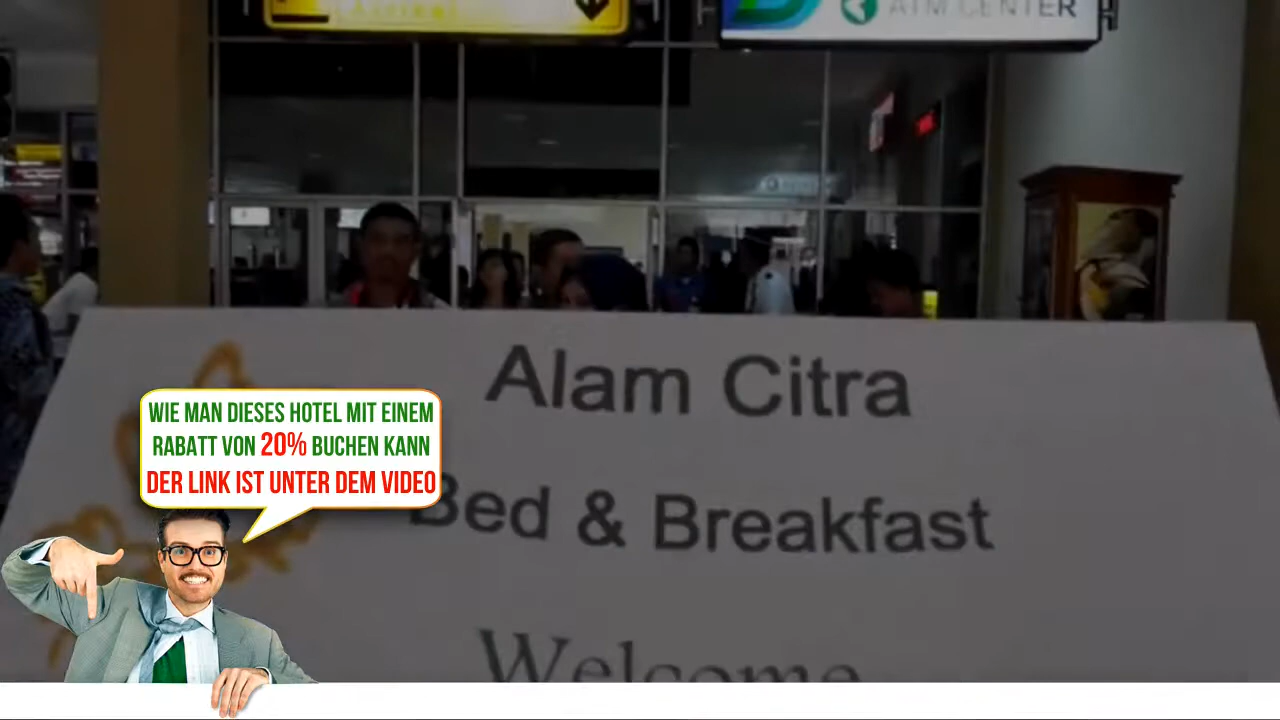 ATM CENTER
Alam Citra
WIE MAN DIESES HOTEL MIT EINEM
RABATT VON 20% BUCHEN KANN
DER LINK IST UNTER DEM VIDEO
Bed & Breakfast
Welcome